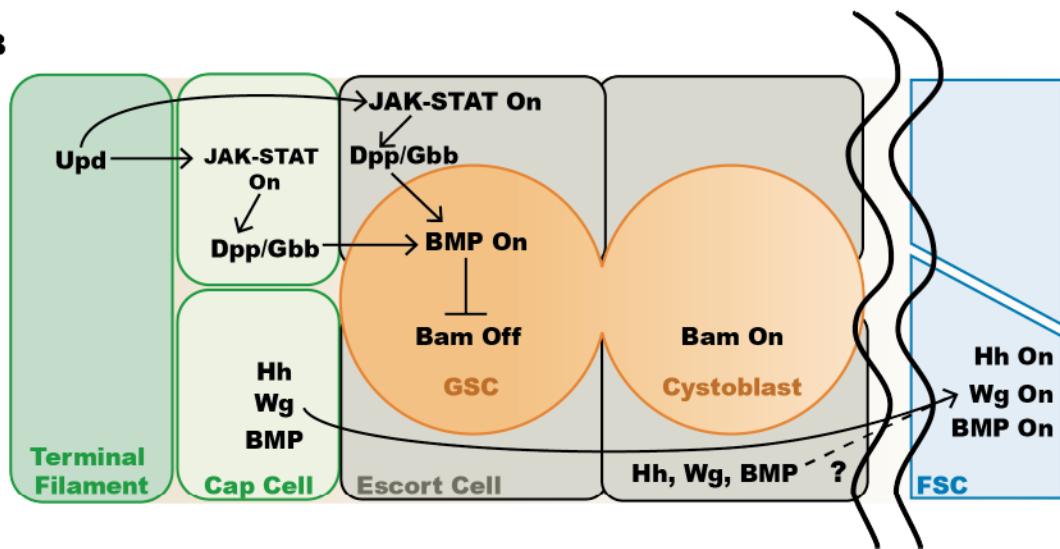 B
JAK-STAT On
Upd
JAK-STAT
On
Dpp/Gbb
Dpp/Gbb
BMP On
Bam Off
Bam On
GSC
Cystoblast
Hh
Wg
BMP
Hh On
Wg On
BMP On
Hh, Wg, BMP ?
Terminal
Filament
Cap Cell
Escort Cell
FSC